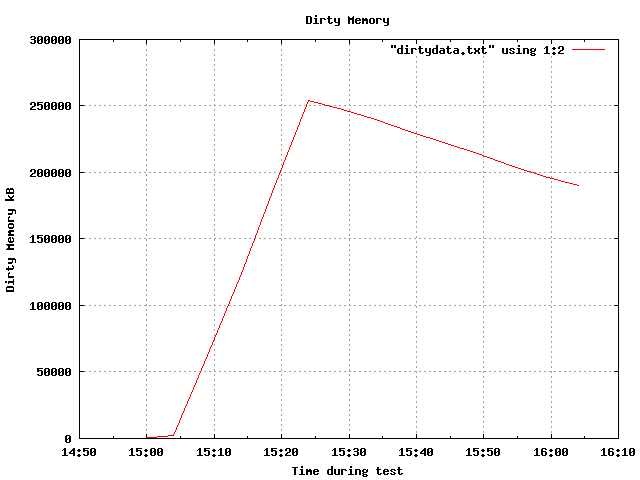 Dirty Memory
300000
"dirtydata.txt" using 1:2
250000
200000
150000
100000
50000
0
Dirty Memory kB
14:50 15:00 15:10 15:20 15:30 15:40 15:50 16:00 16:10
Time during test